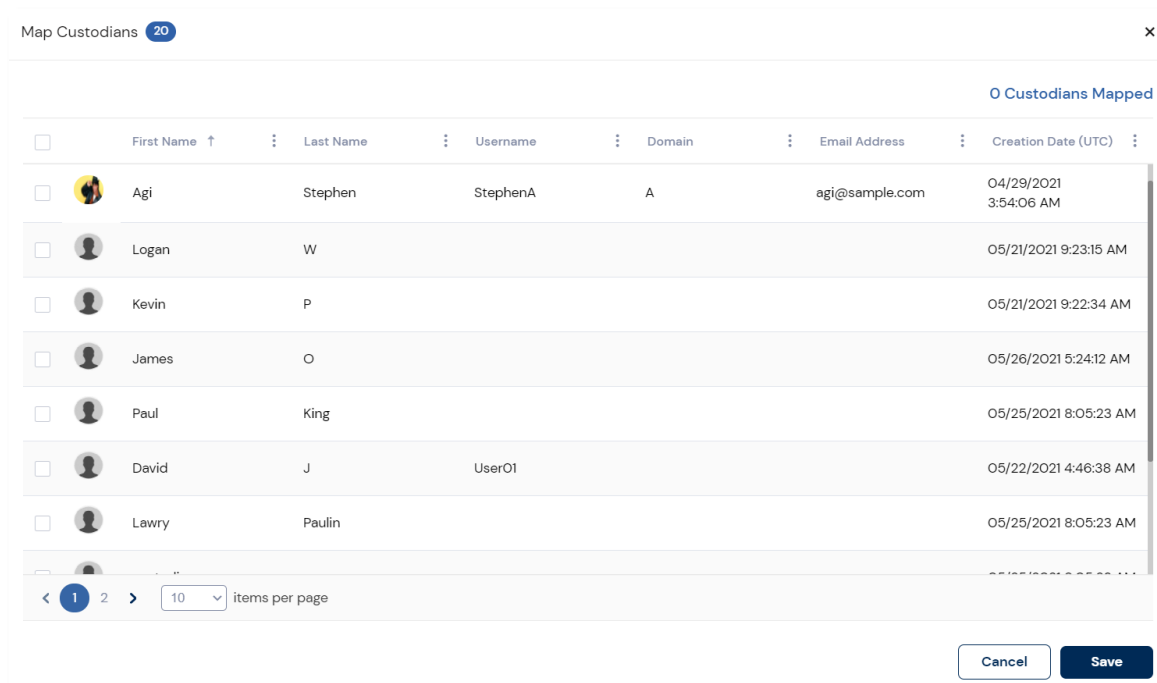 Map Custodians 20
0 Custodians Mapped
First Name ↑ Last Name Username Domain Email Address Creation Date (UTC)
Agi Stephen StephenA A agi@sample.com 04/29/2021
3:54:06 AM
Logan W 05/21/2021 9:23:15 AM
Kevin P 05/21/2021 9:22:34 AM
James O 05/26/2021 5:24:12 AM
Paul King 05/25/2021 8:05:23 AM
David J User01 05/22/2021 4:46:38 AM
Lawry Paulin 05/25/2021 8:05:23 AM
1 2 10 items per page
Cancel Save